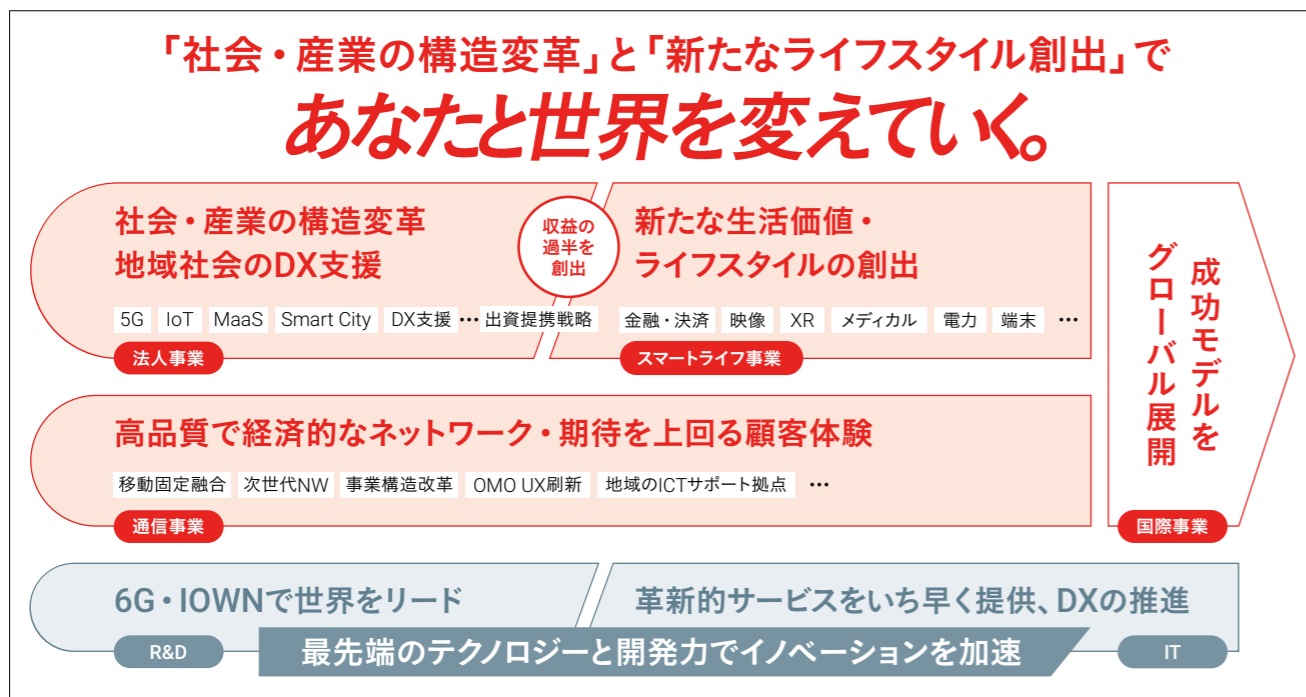 「社会・産業の構造変革」と「新たなライフスタイル創出」で
あなたと世界を変えていく。
社会・産業の構造変革
地域社会のDX支援
5G IoT MaaS Smart City DX支援 ••• 出資提携戦略
法人事業
収益の
過半を
創出
新たな生活価値・
ライフスタイルの創出
金融・決済 映像 XR メディカル 電力 端末 •••
スマートライフ事業
高品質で経済的なネットワーク・期待を上回る顧客体験
移動固定融合 次世代NW 事業構造改革 OMO UX刷新 地域のICTサポート拠点 •••
通信事業
成功モデルを
グローバル展開
国際事業
6G・IOWNで世界をリード
革新的サービスをいち早く提供、DXの推進
R&D
最先端のテクノロジーと開発力でイノベーションを加速
IT